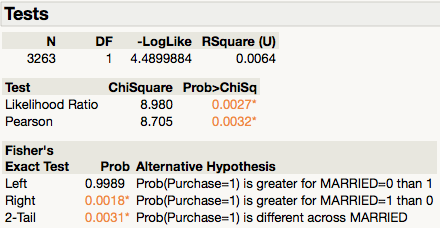 Tests
N DF -LogLike RSquare (U)
3263 1 4.4899884 0.0064
Test ChiSquare Prob>ChiSq
Likelihood Ratio 8.980 0.0027*
Pearson 8.705 0.0032*
Fisher's
Exact Test Prob Alternative Hypothesis
Left 0.9989 Prob(Purchase=1) is greater for MARRIED=0 than 1
Right 0.0018* Prob(Purchase=1) is greater for MARRIED=1 than 0
2-Tail 0.0031* Prob(Purchase=1) is different across MARRIED